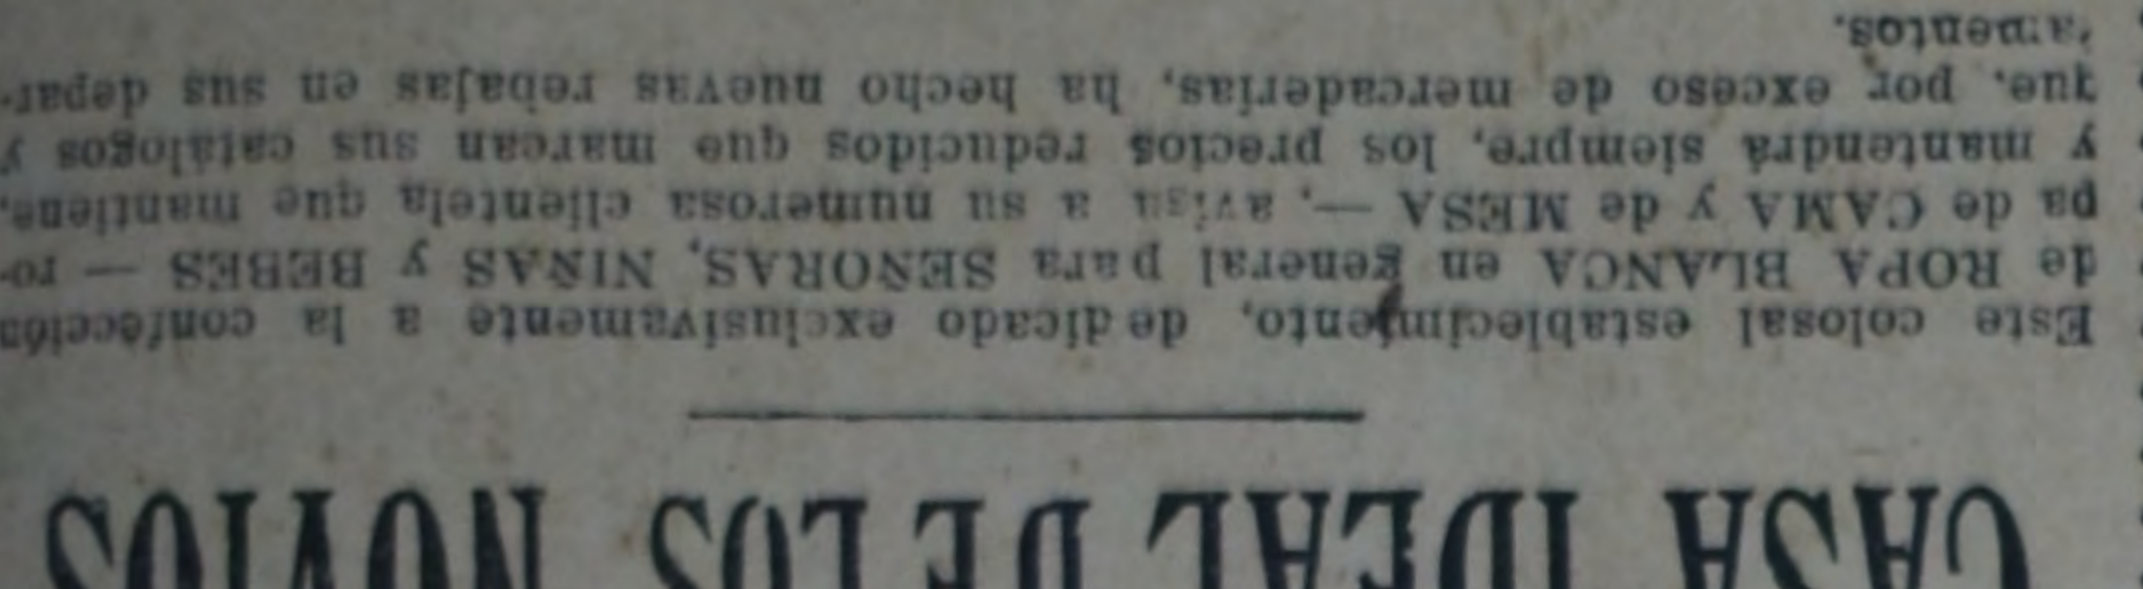 CASA IDEAL DE LOS NOVIOS
Este colosal establecimiento, dedicado exclusivamente a la confección
de ROPA BLANCA en general para SEÑORAS, NIÑAS y BEBES — ro-
pa de CAMA y de MESA —, avisa a su numerosa clientela que mantiene,
y mantendrá siempre, los precios reducidos que marcan sus catálogos y
que, por exceso de mercaderías, ha hecho nuevas rebajas en sus depar-
tamentos.